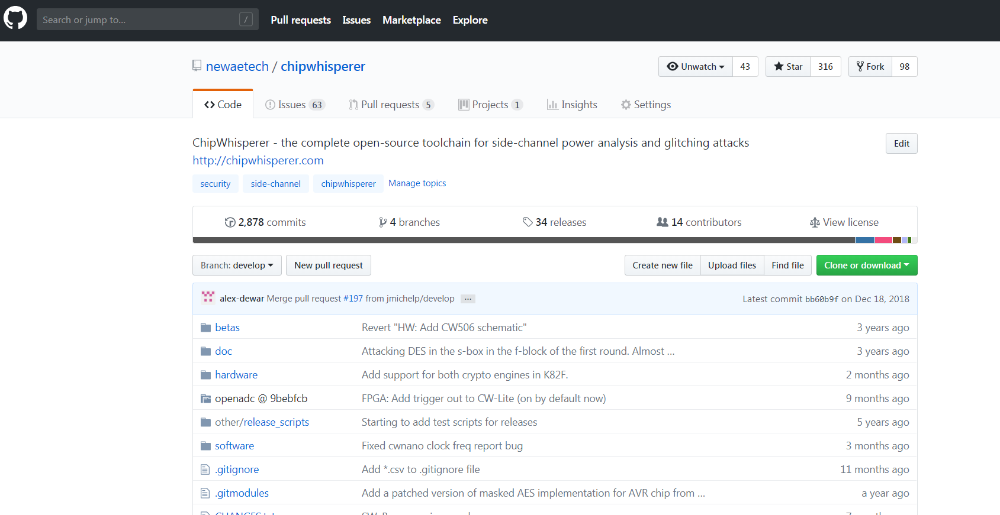 Search or jump to... / Pull requests Issues Marketplace Explore
newaetech / chipwhisperer Unwatch 43 Star 316 Fork 98
Code Issues 63 Pull requests 5 Projects 1 Insights Settings
ChipWhisperer - the complete open-source toolchain for side-channel power analysis and glitching attacks Edit
http://chipwhisperer.com
security side-channel chipwhisperer Manage topics
2,878 commits 4 branches 34 releases 14 contributors View license
Branch: develop New pull request Create new file Upload files Find file Clone or download
alex-dewar Merge pull request #197 from jmichelp/develop ... Latest commit bb60b9f on Dec 18, 2018
betas Revert "HW: Add CW506 schematic" 3 years ago
doc Attacking DES in the s-box in the f-block of the first round. Almost ... 3 years ago
hardware Add support for both crypto engines in K82F. 2 months ago
openadc @ 9bebfcb FPGA: Add trigger out to CW-Lite (on by default now) 9 months ago
other/release_scripts Starting to add test scripts for releases 5 years ago
software Fixed cwnano clock freq report bug 3 months ago
.gitignore Add *.csv to .gitignore file 11 months ago
.gitmodules Add a patched version of masked AES implementation for AVR chip from ... a year ago